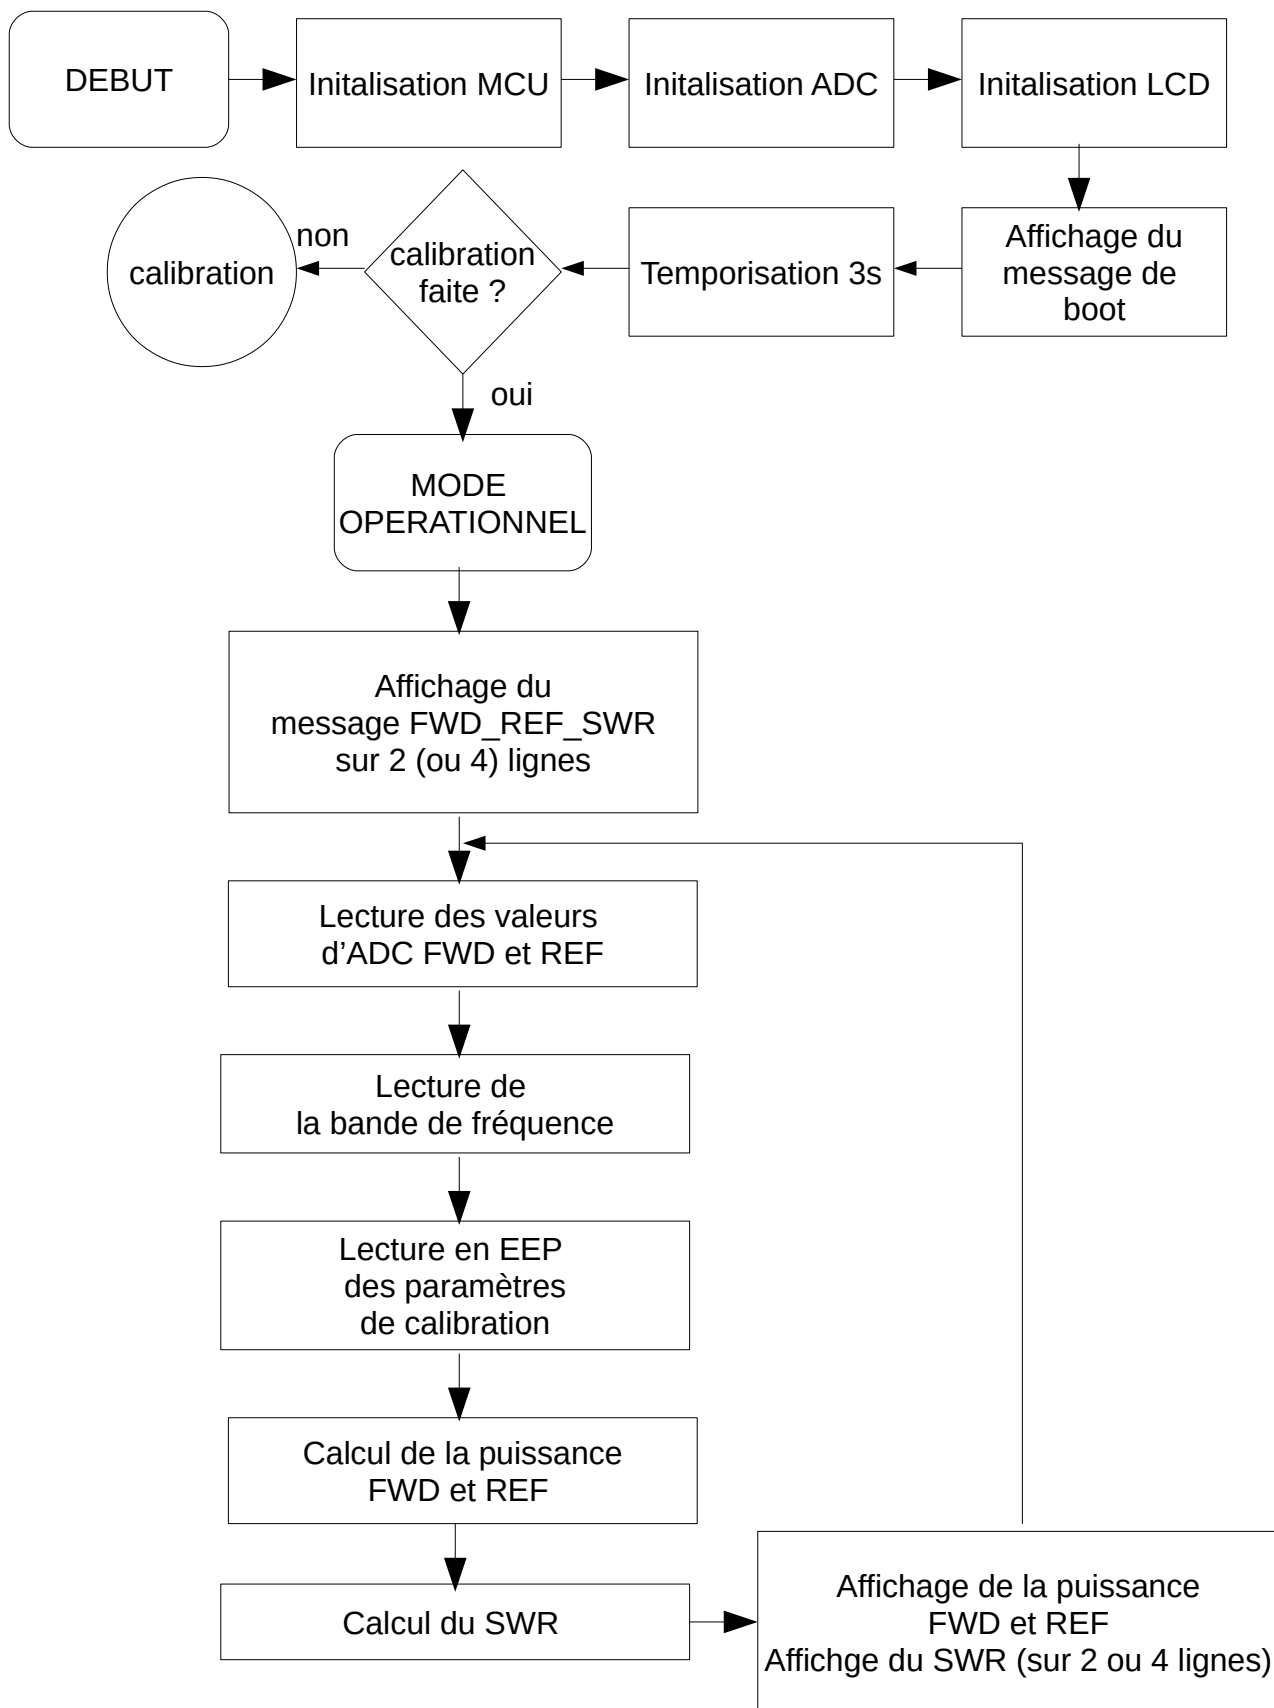 DEBUT
Initalisation MCU
Initalisation ADC
Initalisation LCD
Affichage du
message de
boot
Temporisation 3s
calibration
faite ?
non
calibration
oui
MODE
OPERATIONNEL
Affichage du
message FWD_REF_SWR
sur 2 (ou 4) lignes
Lecture des valeurs
d’ADC FWD et REF
Lecture de
la bande de fréquence
Lecture en EEP
des paramètres
de calibration
Calcul de la puissance
FWD et REF
Calcul du SWR
Affichage de la puissance
FWD et REF
Affichge du SWR (sur 2 ou 4 lignes)